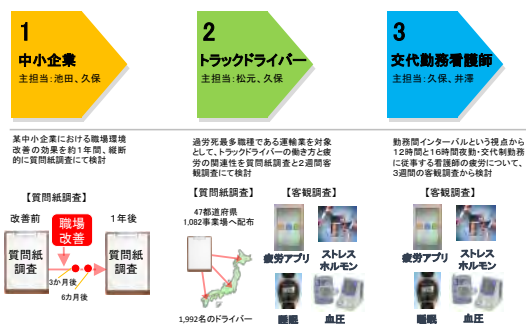 1
中小企業
主担当:池田、久保
某中小企業における職場環境
改善の効果を約1年間、縦断
的に質問紙調査にて検討
【質問紙調査】
改善前
職場
改善
1年後
質問紙
調査
質問紙
調査
3か月後
6カ月後
2
トラックドライバー
主担当:松元、久保
過労死最多職種である運輸業を対象
として、トラックドライバーの働き方と疲
労の関連性を質問紙調査と2週間客
観調査にて検討
【質問紙調査】
47都道府県
1,082事業場へ配布
1,992名のドライバー
【客観調査】
疲労アプリ
ストレス
ホルモン
睡眠
血圧
3
交代勤務看護師
主担当:久保、井澤
勤務間インターバルという視点から
12時間と16時間夜勤・交代制勤務
に従事する看護師の疲労について、
3週間の客観調査から検討
【客観調査】
疲労アプリ
ストレス
ホルモン
睡眠
血圧